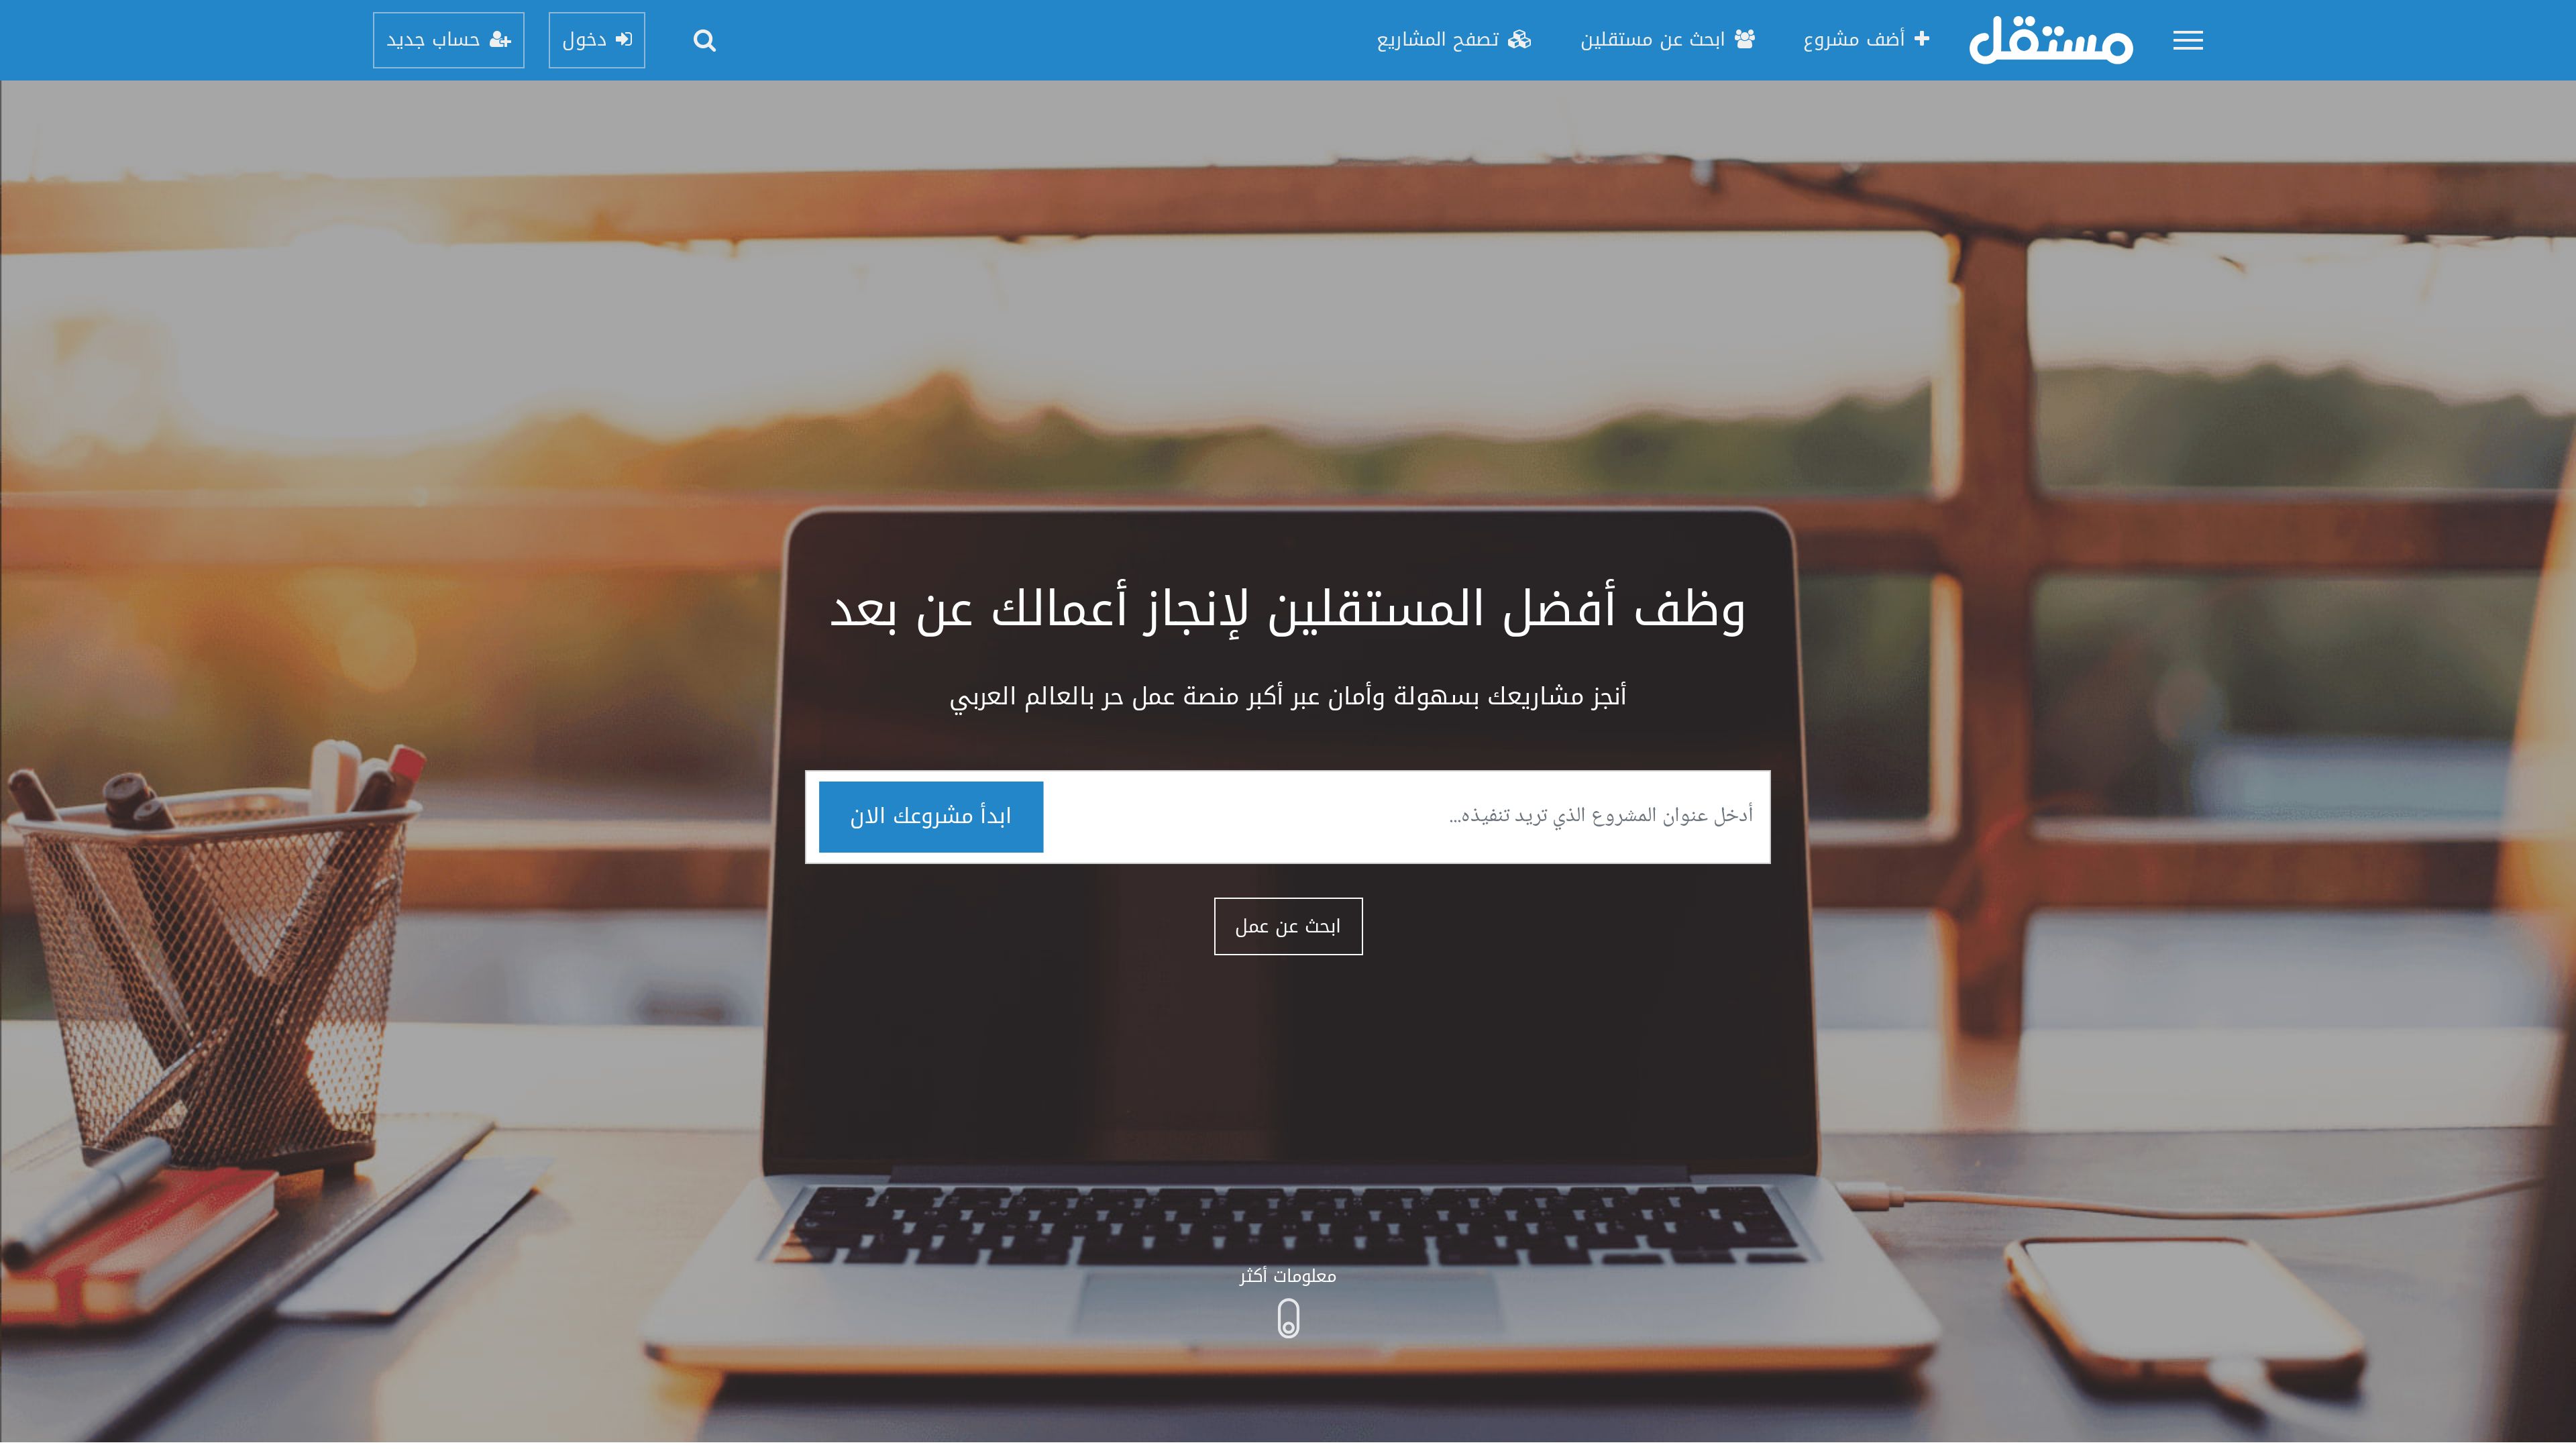 مستقل
أضف مشروع
ابحث عن مستقلين
تصفح المشاريع
دخول
حساب جديد
وظف أفضل المستقلين لإنجاز أعمالك عن بعد
أنجز مشاريعك بسهولة وأمان عبر أكبر منصة عمل حر بالعالم العربي
أدخل عنوان المشروع الذي تريد تنفيذه...
ابدأ مشروعك الان
ابحث عن عمل
معلومات أكثر